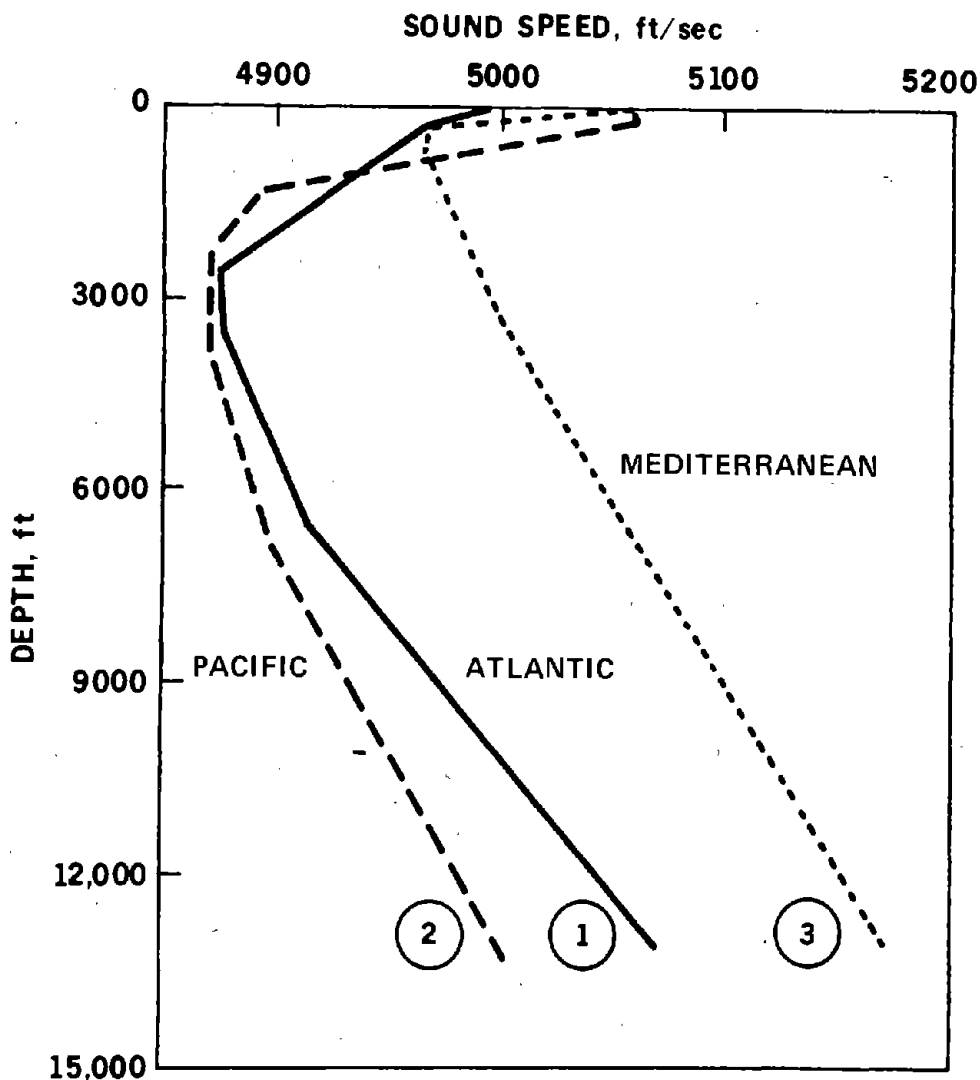 SOUND SPEED, ft/sec
4900 5000 5100 5200
0
3000
6000
9000
12,000
15,000
DEPTH, ft
MEDITERRANEAN
PACIFIC ATLANTIC
2 1 3